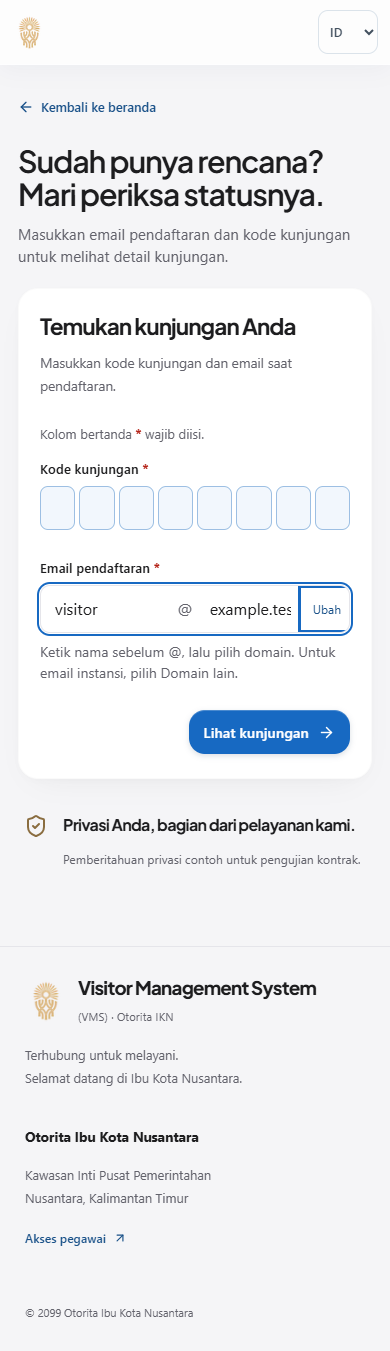 ID
Kembali ke beranda
Sudah punya rencana?
Mari periksa statusnya.
Masukkan email pendaftaran dan kode kunjungan
untuk melihat detail kunjungan.
Temukan kunjungan Anda
Masukkan kode kunjungan dan email saat
pendaftaran.
Kolom bertanda * wajib diisi.
Kode kunjungan *
Email pendaftaran *
visitor @ example.tes Ubah
Ketik nama sebelum @, lalu pilih domain. Untuk
email instansi, pilih Domain lain.
Lihat kunjungan
Privasi Anda, bagian dari pelayanan kami.
Pemberitahuan privasi contoh untuk pengujian kontrak.
Visitor Management System
(VMS) · Otorita IKN
Terhubung untuk melayani.
Selamat datang di Ibu Kota Nusantara.
Otorita Ibu Kota Nusantara
Kawasan Inti Pusat Pemerintahan
Nusantara, Kalimantan Timur
Akses pegawai
© 2099 Otorita Ibu Kota Nusantara